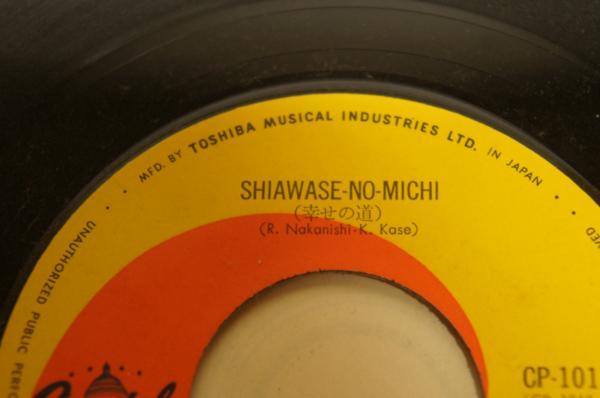 MFD. BY TOSHIBA MUSICAL INDUSTRIES LTD. IN JAPAN
SHIAWASE-NO-MICHI
(幸せの道)
(R. Nakanishi-K. Kase)
UNAUTHORIZED PUBLIC
CP-101